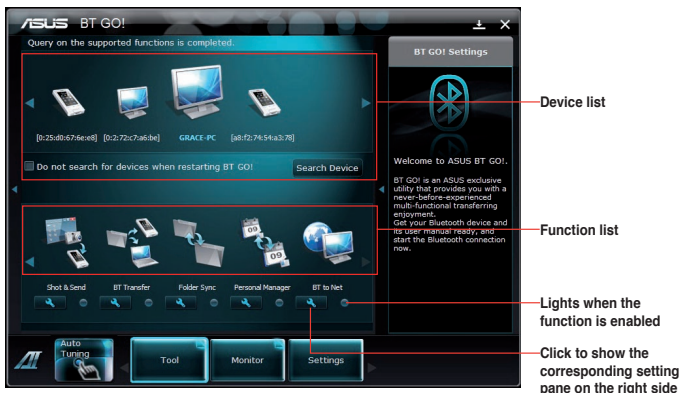 ASUS BT GO!
Query on the supported functions is completed.
[0:25:d0:67:6e:e8] [0:2:72:c7:a6:be] GRACE-PC [a8:f2:74:54:a3:78]
Do not search for devices when restarting BT GO!
Search Device
Shot & Send BT Transfer Folder Sync Personal Manager BT to Net
09
09
Auto
Tuning
Tool
Monitor
Settings
BT GO! Settings
Welcome to ASUS BT GO!.
BT GO! is an ASUS exclusive
utility that provides you with a
never-before-experienced
multi-functional transferring
enjoyment.
Get your Bluetooth device and
its user manual ready, and
start the Bluetooth connection
now.
Device list
Function list
Lights when the
function is enabled
Click to show the
corresponding setting
pane on the right side